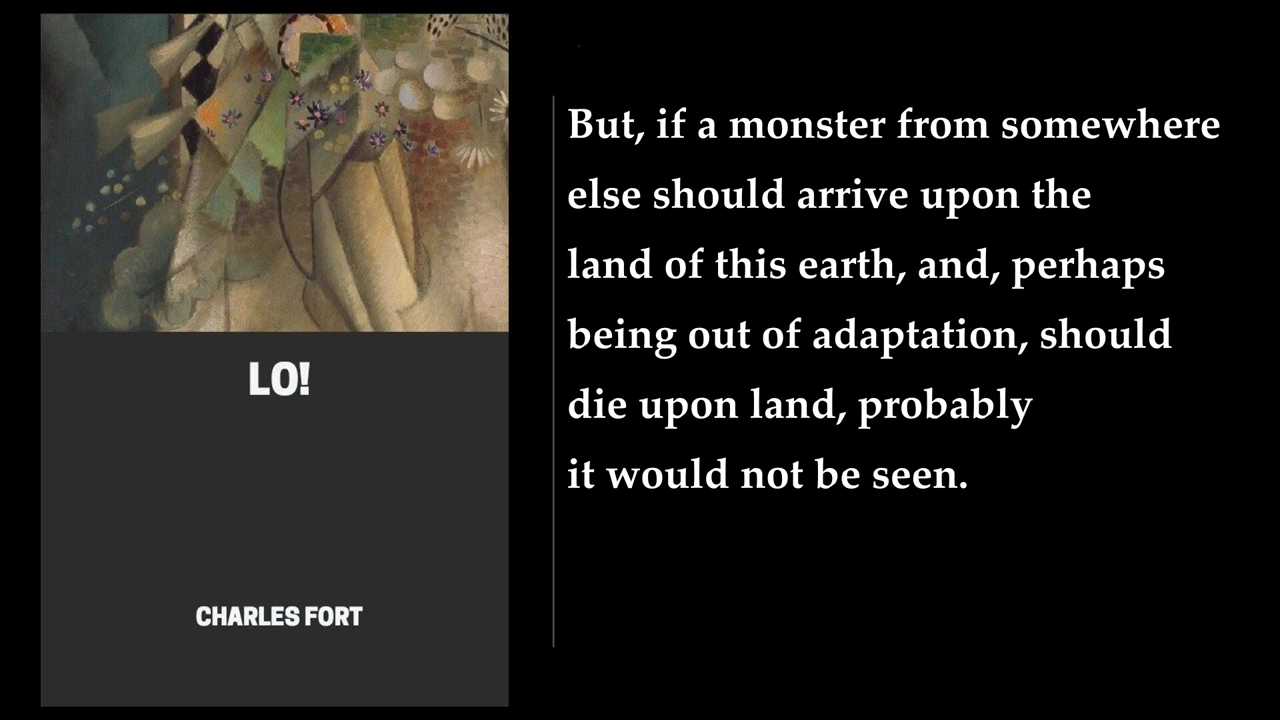 LO!
CHARLES FORT
But, if a monster from somewhere
else should arrive upon the
land of this earth, and, perhaps
being out of adaptation, should
die upon land, probably
it would not be seen.